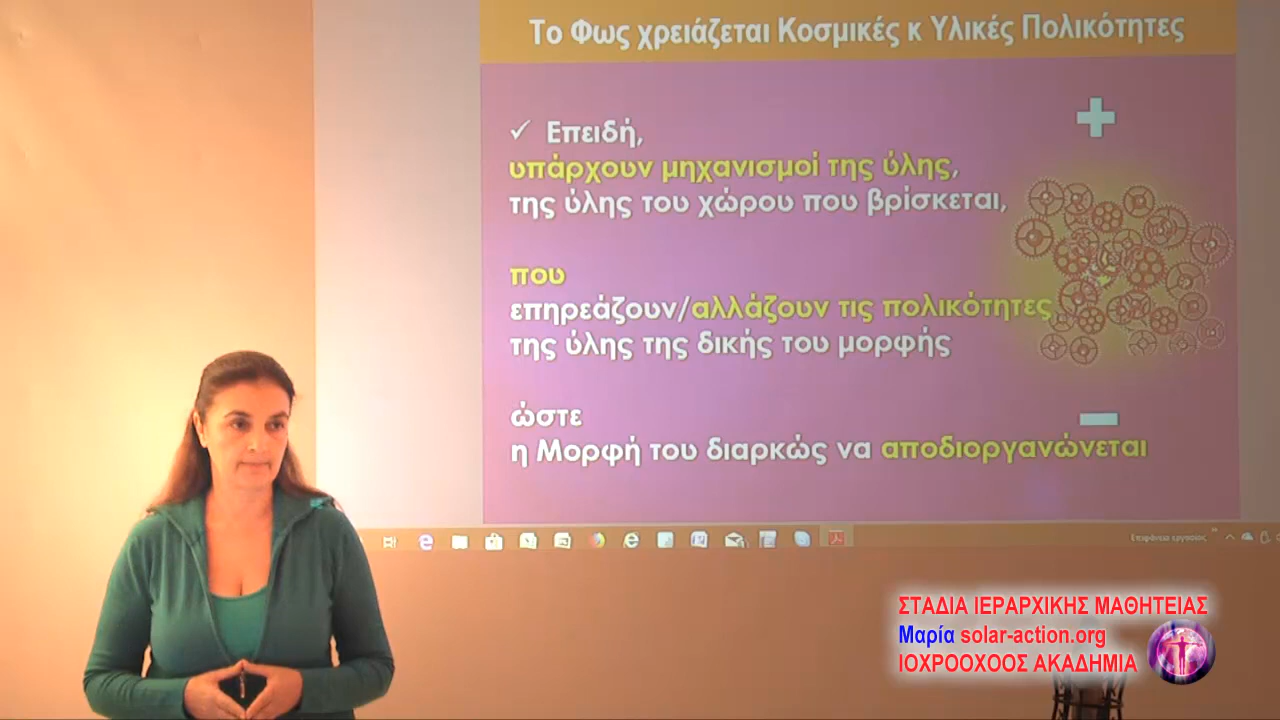 Το Φως χρειάζεται Κοσμικές κ Υλικές Πολικότητες
✓ Επειδή,
υπάρχουν μηχανισμοί της ύλης,
της ύλης του χώρου που βρίσκεται,
που
επηρεάζουν/αλλάζουν τις πολικότητες
της ύλης της δικής του μορφής
ώστε
η Μορφή του διαρκώς να αποδιοργανώνεται
Επιφάνεια εργασίας
ΣΤΑΔΙΑ ΙΕΡΑΡΧΙΚΗΣ ΜΑΘΗΤΕΙΑΣ
Μαρία solar-action.org
ΙΟΧΡΟΟΧΟΟΣ ΑΚΑΔΗΜΙΑ